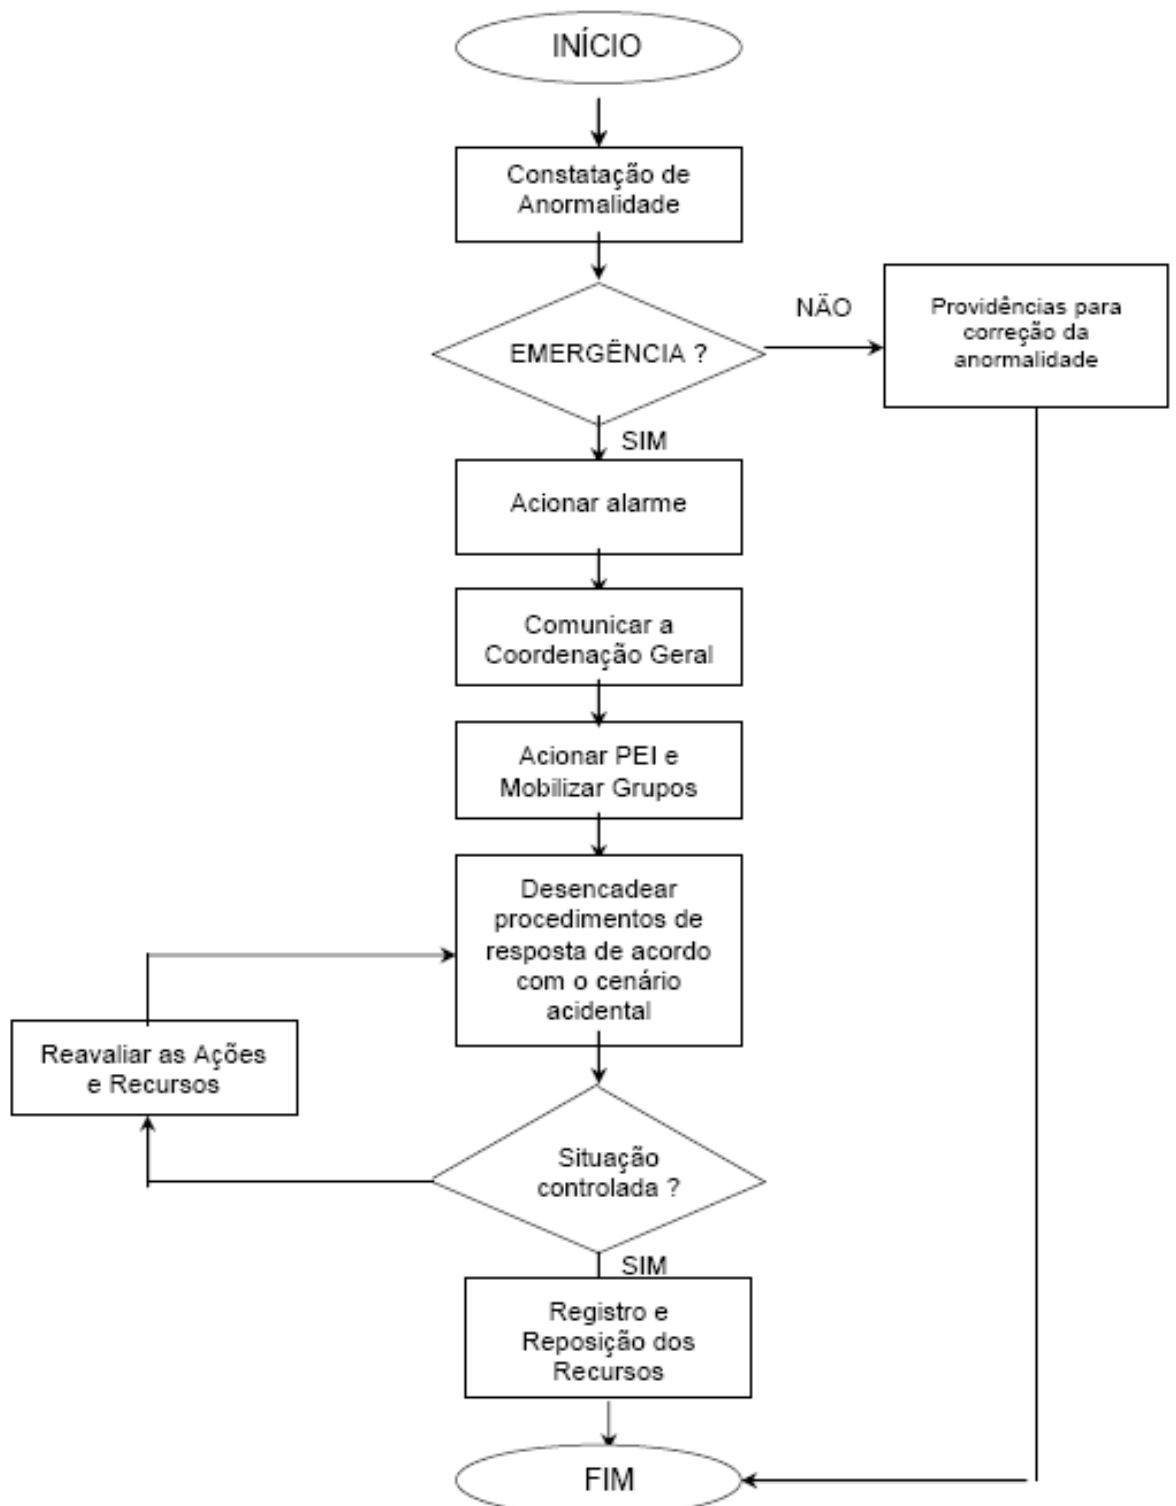 INÍCIO
Constatação de
Anormalidade
EMERGÊNCIA ?
NÃO
Providências para
correção da
anormalidade
SIM
Acionar alarme
Comunicar a
Coordenação Geral
Acionar PEI e
Mobilizar Grupos
Desencadear
procedimentos de
resposta de acordo
com o cenário
acidental
Reavaliar as Ações
e Recursos
Situação
controlada ?
SIM
Registro e
Reposição dos
Recursos
FIM